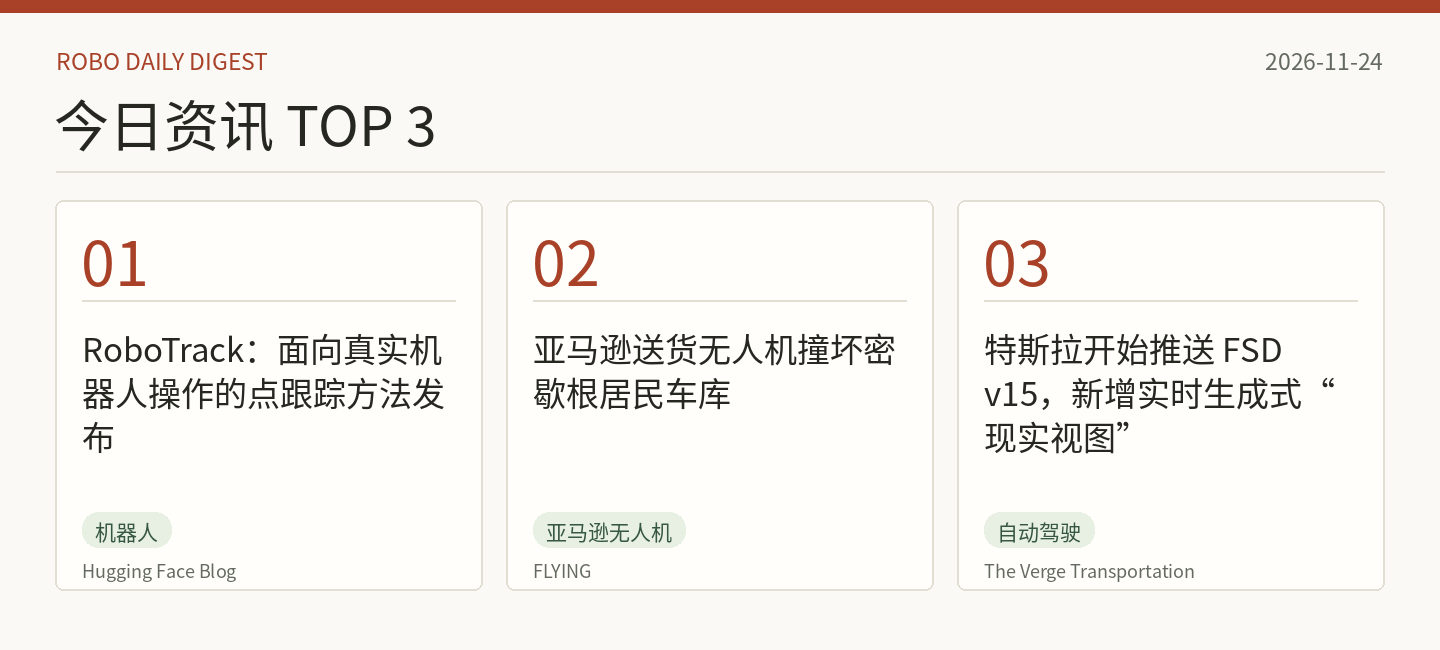 ROBO DAILY DIGEST
2026-11-24
今日资讯 TOP 3
01
RoboTrack：面向真实机
器人操作的点跟踪方法发
布
机器人
Hugging Face Blog
02
亚马逊送货无人机撞坏密
歇根居民车库
亚马逊无人机
FLYING
03
特斯拉开始推送 FSD
v15，新增实时生成式“
现实视图”
自动驾驶
The Verge Transportation